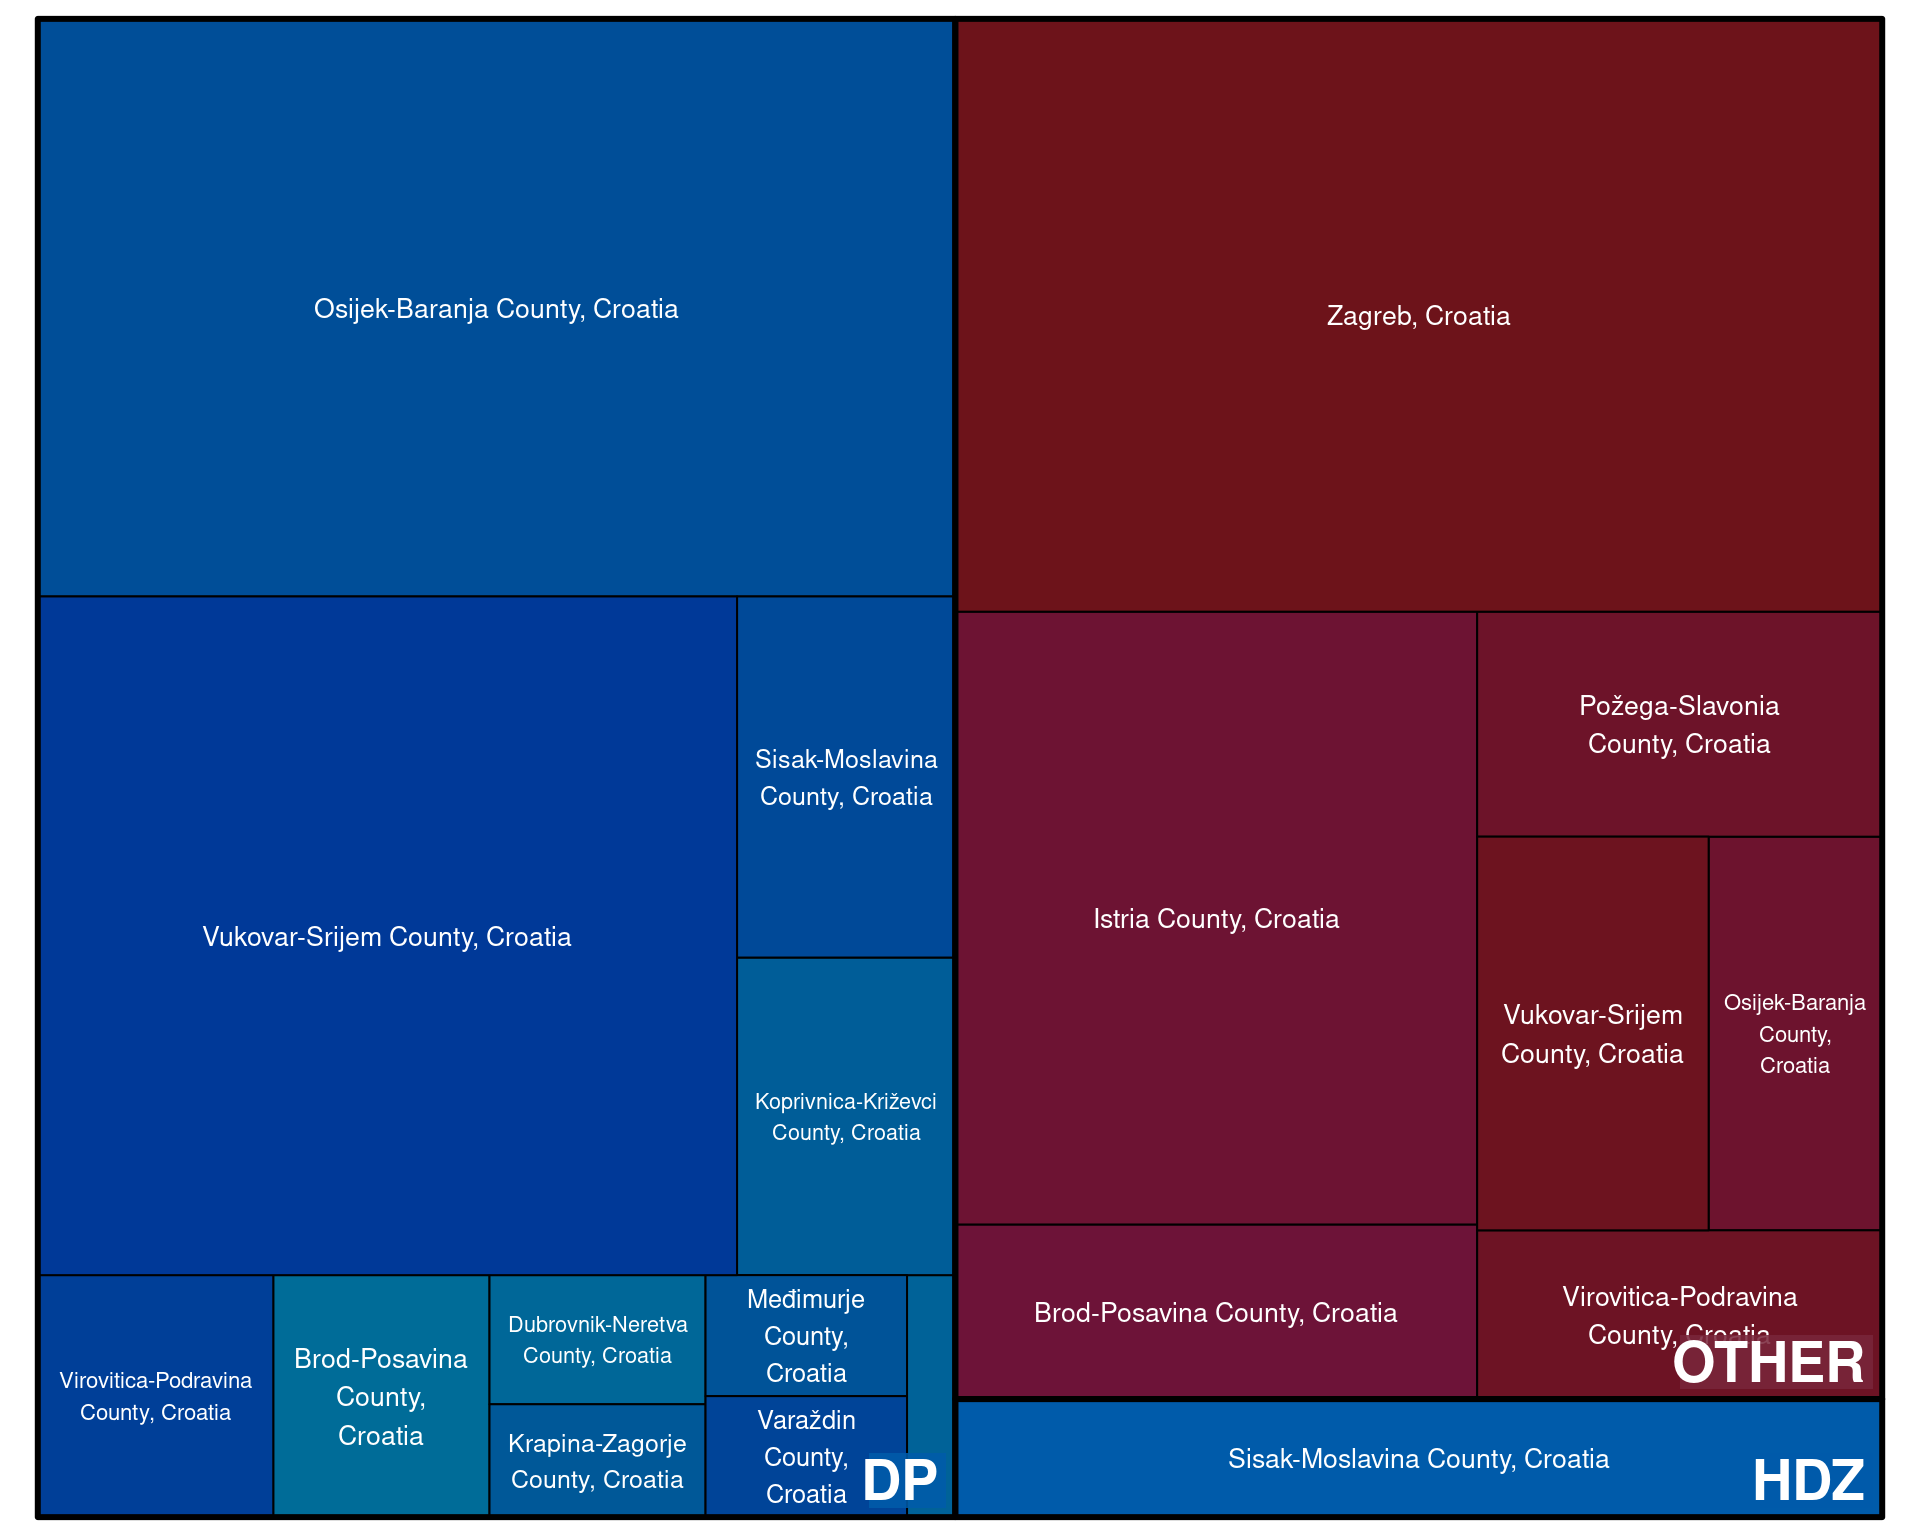 Osijek-Baranja County, Croatia
Vukovar-Srijem County, Croatia
Sisak-Moslavina
County, Croatia
Koprivnica-Križevci
County, Croatia
Virovitica-Podravina
County, Croatia
Brod-Posavina
County,
Croatia
Dubrovnik-Neretva
County, Croatia
Krapina-Zagorje
County, Croatia
Međimurje
County,
Croatia
Varaždin
County,
Croatia
DP
Zagreb, Croatia
Istria County, Croatia
Požega-Slavonia
County, Croatia
Vukovar-Srijem
County, Croatia
Osijek-Baranja
County,
Croatia
Brod-Posavina County, Croatia
Virovitica-Podravina
County, Croatia
OTHER
Sisak-Moslavina County, Croatia
HDZ